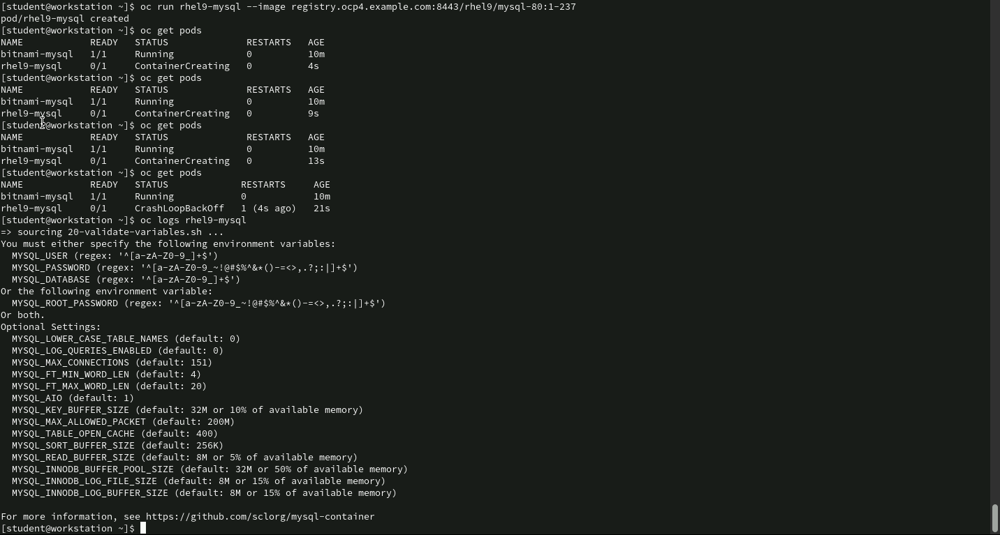 [student@workstation ~]$ oc run rhel9-mysql --image registry.ocp4.example.com:8443/rhel9/mysql-80:1-237
pod/rhel9-mysql created
[student@workstation ~]$ oc get pods
NAME            READY   STATUS              RESTARTS   AGE
bitnami-mysql   1/1     Running             0          10m
rhel9-mysql     0/1     ContainerCreating   0          4s
[student@workstation ~]$ oc get pods
NAME            READY   STATUS              RESTARTS   AGE
bitnami-mysql   1/1     Running             0          10m
rhel9-mysql     0/1     ContainerCreating   0          9s
[student@workstation ~]$ oc get pods
NAME            READY   STATUS              RESTARTS   AGE
bitnami-mysql   1/1     Running             0          10m
rhel9-mysql     0/1     ContainerCreating   0          13s
[student@workstation ~]$ oc get pods
NAME            READY   STATUS             RESTARTS     AGE
bitnami-mysql   1/1     Running            0            10m
rhel9-mysql     0/1     CrashLoopBackOff   1 (4s ago)   21s
[student@workstation ~]$ oc logs rhel9-mysql
=> sourcing 20-validate-variables.sh ...
You must either specify the following environment variables:
  MYSQL_USER (regex: '^[a-zA-Z0-9_]+$')
  MYSQL_PASSWORD (regex: '^[a-zA-Z0-9_~!@#$%^&*()-=<>,.?;:|]+$')
  MYSQL_DATABASE (regex: '^[a-zA-Z0-9_]+$')
Or the following environment variable:
  MYSQL_ROOT_PASSWORD (regex: '^[a-zA-Z0-9_~!@#$%^&*()-=<>,.?;:|]+$')
Or both.
Optional Settings:
  MYSQL_LOWER_CASE_TABLE_NAMES (default: 0)
  MYSQL_LOG_QUERIES_ENABLED (default: 0)
  MYSQL_MAX_CONNECTIONS (default: 151)
  MYSQL_FT_MIN_WORD_LEN (default: 4)
  MYSQL_FT_MAX_WORD_LEN (default: 20)
  MYSQL_AIO (default: 1)
  MYSQL_KEY_BUFFER_SIZE (default: 32M or 10% of available memory)
  MYSQL_MAX_ALLOWED_PACKET (default: 200M)
  MYSQL_TABLE_OPEN_CACHE (default: 400)
  MYSQL_SORT_BUFFER_SIZE (default: 256K)
  MYSQL_READ_BUFFER_SIZE (default: 8M or 5% of available memory)
  MYSQL_INNODB_BUFFER_POOL_SIZE (default: 32M or 50% of available memory)
  MYSQL_INNODB_LOG_FILE_SIZE (default: 8M or 15% of available memory)
  MYSQL_INNODB_LOG_BUFFER_SIZE (default: 8M or 15% of available memory)

For more information, see https://github.com/sclorg/mysql-container
[student@workstation ~]$